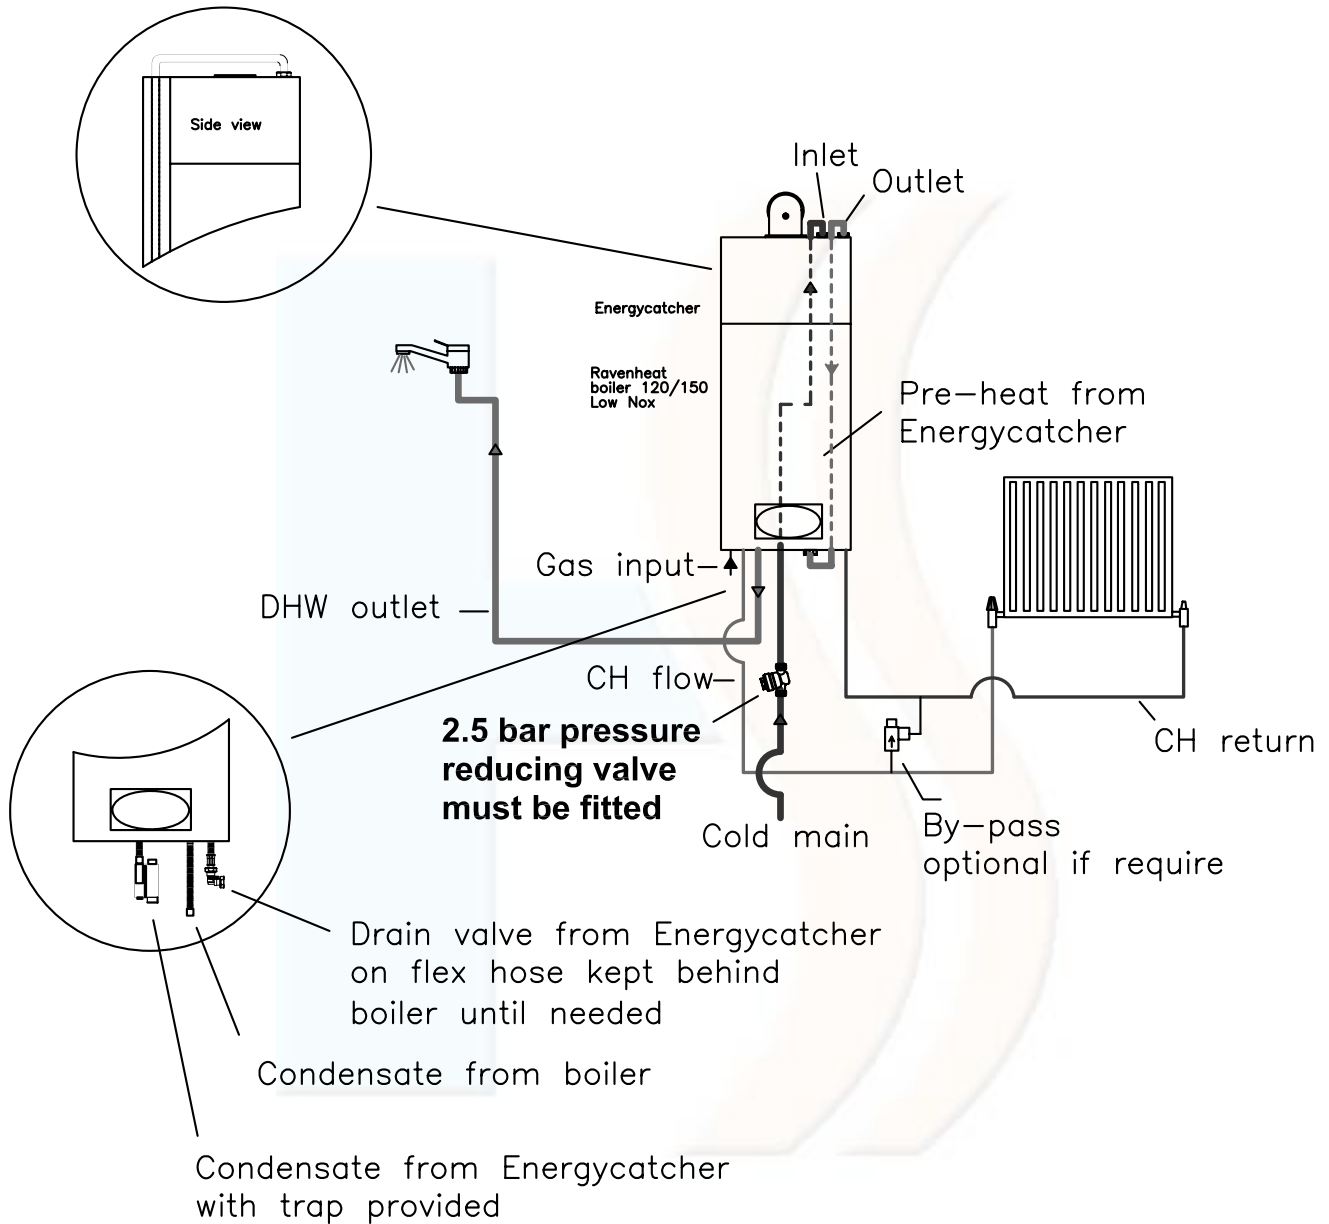 Side view
Inlet
Outlet
Energycatcher
Ravenheat
boiler 120/150
Low Nox
Pre-heat from
Energycatcher
Gas input
DHW outlet
CH flow
2.5 bar pressure
reducing valve
must be fitted
CH return
Cold main
By-pass
optional if require
Drain valve from Energycatcher
on flex hose kept behind
boiler until needed
Condensate from boiler
Condensate from Energycatcher
with trap provided